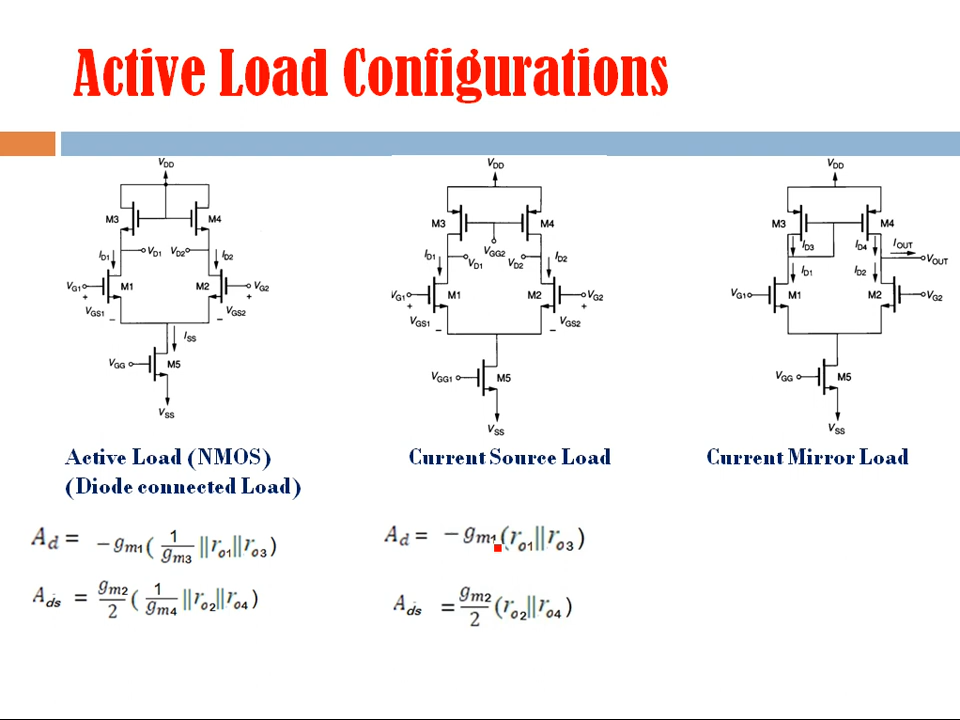 Active Load Configurations
VDD
M3
M4
ID1
VD1
VD2
ID2
VG1
+
VGS1
−
M1
M2
VG2
+
VGS2
−
ISS
VGG
M5
VSS
Active Load (NMOS)
(Diode connected Load)
Ad = −gm1( 1/gm3 ||ro1||ro3)
Ads = gm2/2 ( 1/gm4 ||ro2||ro4)
VDD
M3
M4
VGG2
ID1
VD1
VD2
ID2
VG1
+
VGS1
−
M1
M2
VG2
+
VGS2
−
VGG1
M5
VSS
Current Source Load
Ad = −gm1(ro1||ro3)
Ads = gm2/2 (ro2||ro4)
VDD
M3
M4
ID3
ID4
IOUT
VOUT
ID1
ID2
VG1
M1
M2
VG2
VGG
M5
VSS
Current Mirror Load